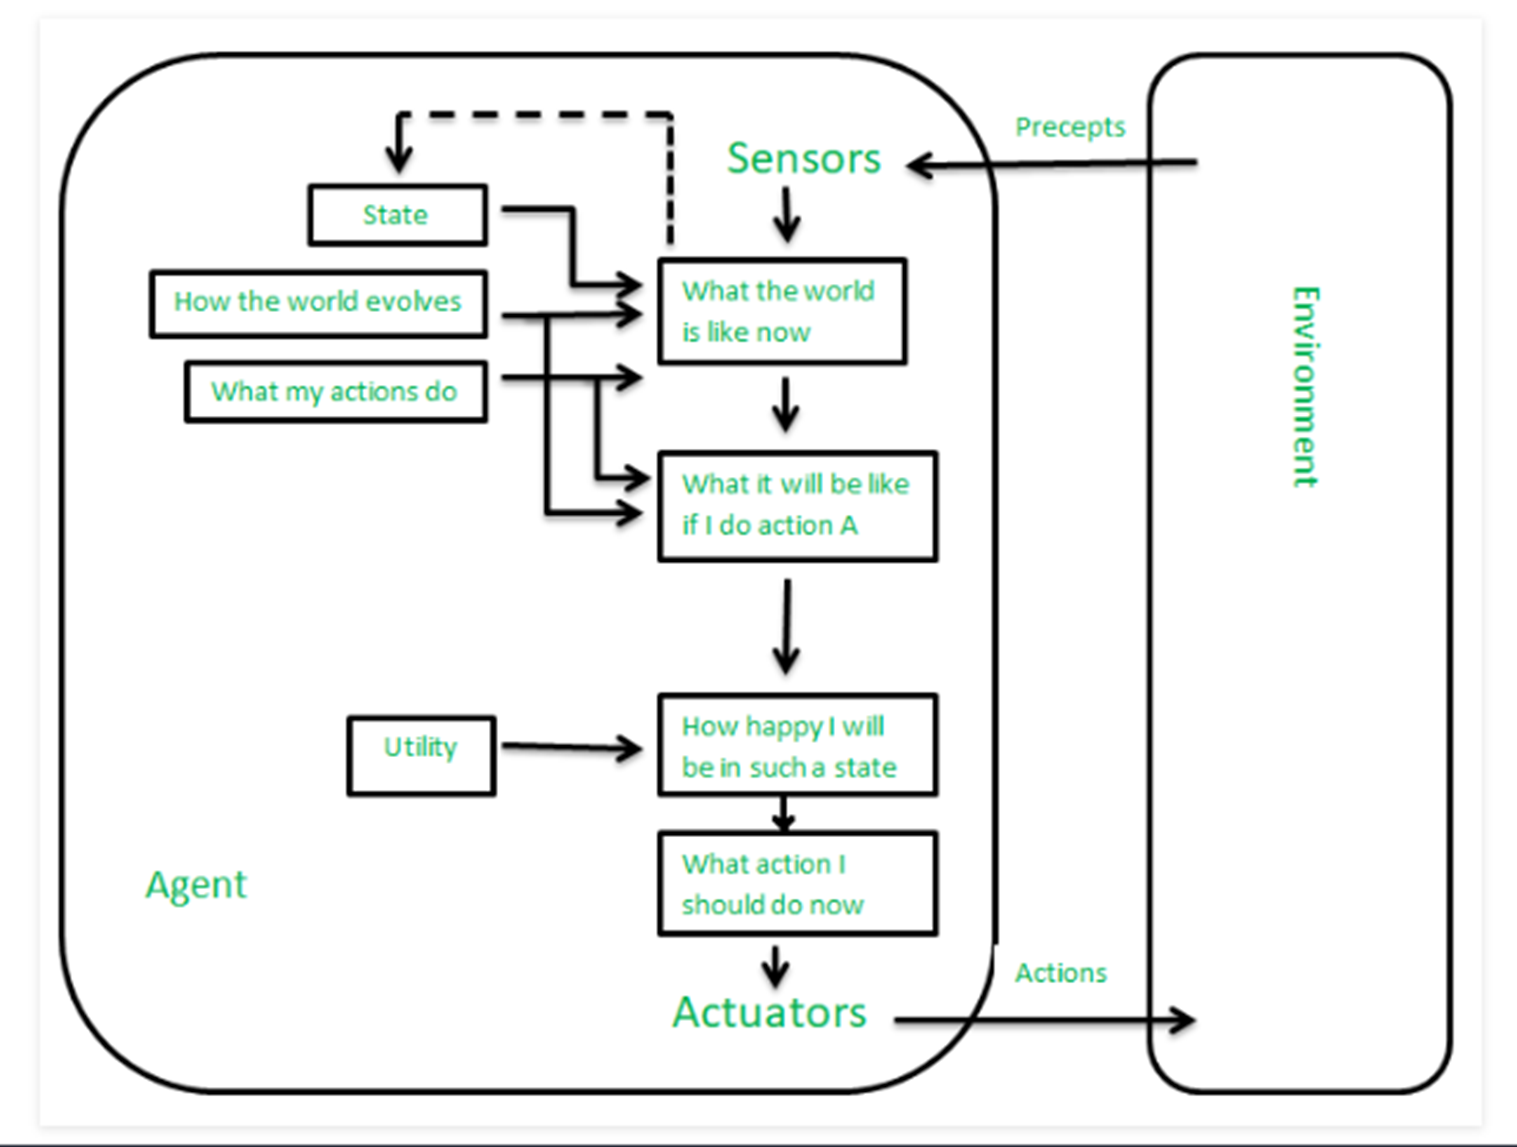 Precepts
Sensors
State
How the world evolves
What the world
is like now
What my actions do
What it will be like
if I do action A
Environment
Utility
How happy I will
be in such a state
What action I
should do now
Agent
Actions
Actuators